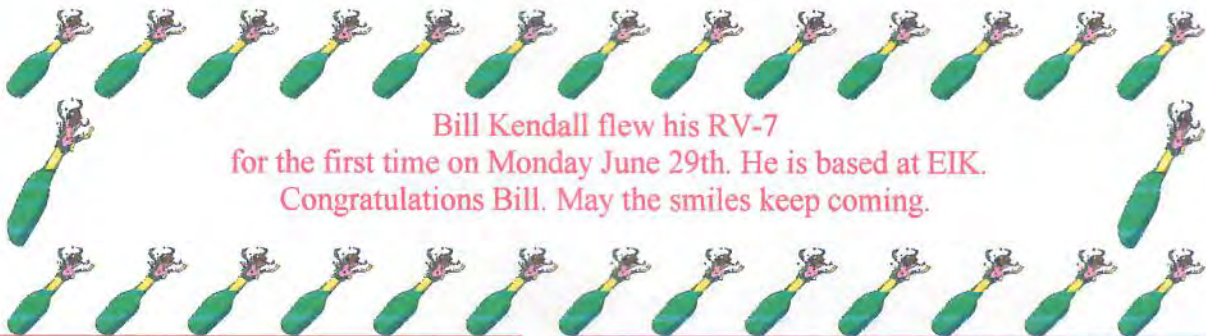 Bill Kendall flew his RV-7
for the first time on Monday June 29th. He is based at EIK.
Congratulations Bill. May the smiles keep coming.